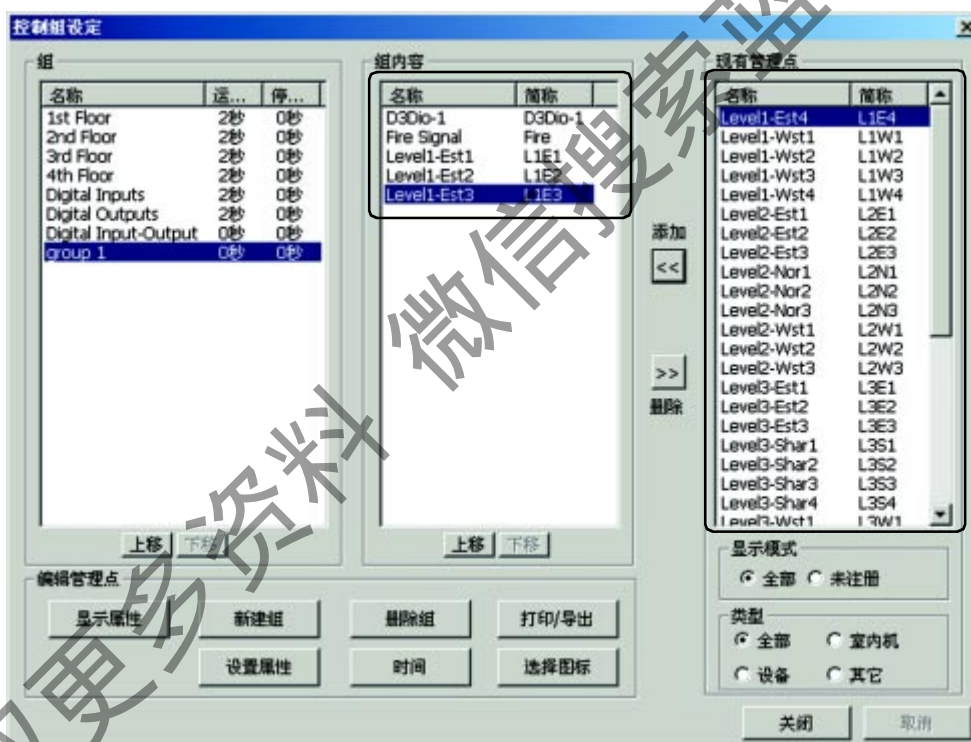 控制组设定
组
名称 运... 停...
1st Floor 2秒 0秒
2nd Floor 2秒 0秒
3rd Floor 2秒 0秒
4th Floor 2秒 0秒
Digital Inputs 2秒 0秒
Digital Outputs 2秒 0秒
Digital Input-Output 0秒 0秒
group 1 0秒 0秒
上移 下移
组内容
名称 简称
D3Dio-1 D3Dio-1
Fire Signal Fire
Level1-Est1 L1E1
Level1-Est2 L1E2
Level1-Est3 L1E3
上移 下移
添加
<<
>>
删除
现有管理点
名称 简称
Level1-Est4 L1E4
Level1-Wst1 L1W1
Level1-Wst2 L1W2
Level1-Wst3 L1W3
Level1-Wst4 L1W4
Level2-Est1 L2E1
Level2-Est2 L2E2
Level2-Est3 L2E3
Level2-Nor1 L2N1
Level2-Nor2 L2N2
Level2-Nor3 L2N3
Level2-Wst1 L2W1
Level2-Wst2 L2W2
Level2-Wst3 L2W3
Level3-Est1 L3E1
Level3-Est2 L3E2
Level3-Est3 L3E3
Level3-Shar1 L3S1
Level3-Shar2 L3S2
Level3-Shar3 L3S3
Level3-Shar4 L3S4
Level3-Wst1 L3W1
显示模式
全部 未注册
类型
全部 室内机
设备 其它
编辑管理点
显示属性 新建组 删除组 打印/导出
设置属性 时间 选择图标
关闭 取消
更多资料 微信搜索